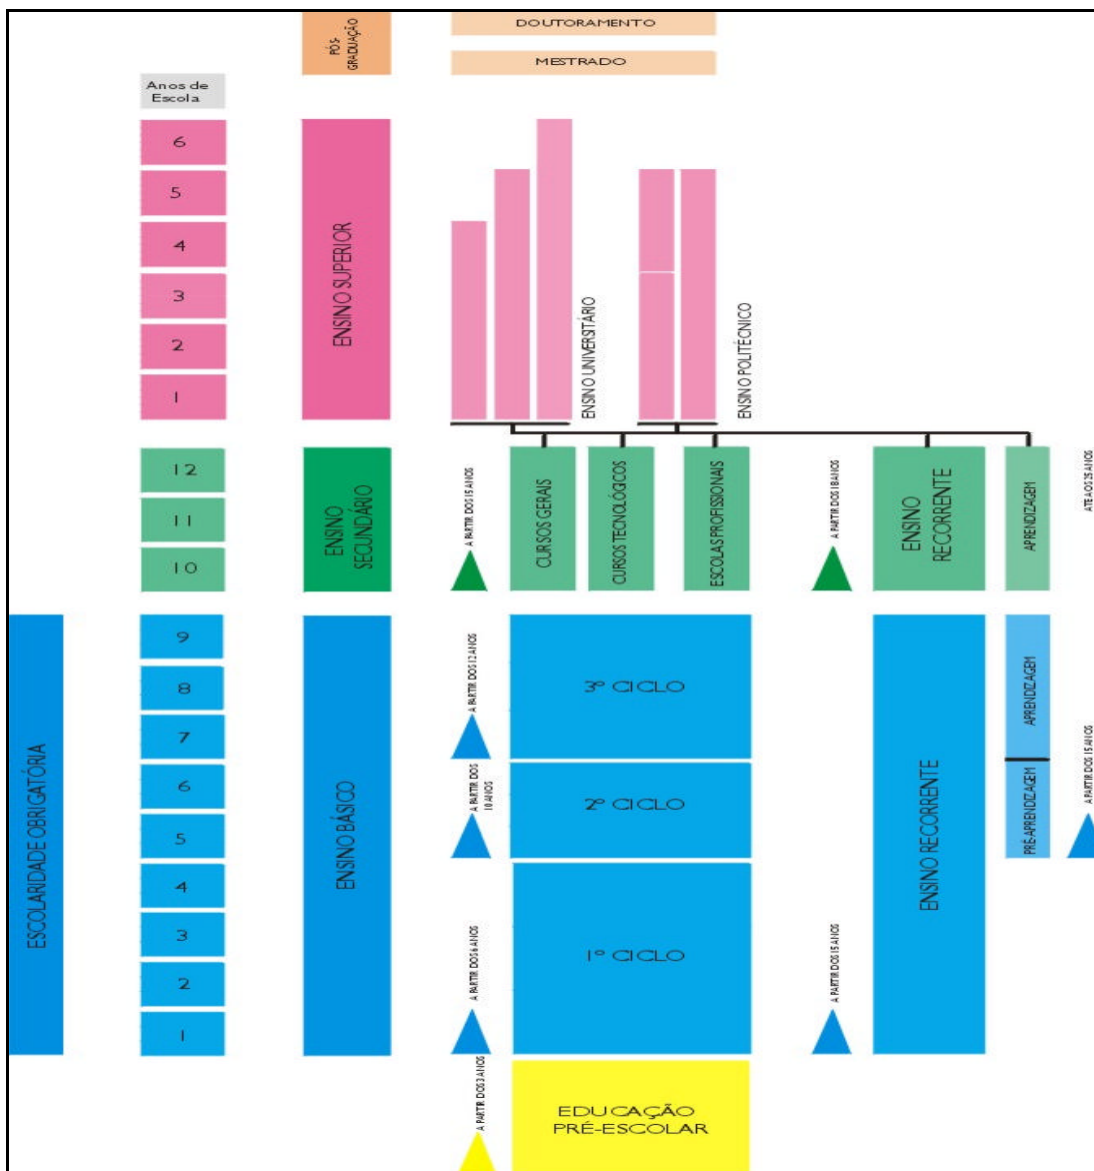 DOUTORAMENTO
PÓS-
GRADUAÇÃO
MESTRADO
Anos de
Escola
6
5
4
3
2
1
ENSINO SUPERIOR
ENSINO UNIVERSITÁRIO
ENSINO POLITÉCNICO
12
11
10
ENSINO
SECUNDÁRIO
A PARTIR DOS 15 ANOS
CURSOS GERAIS
CURSOS TECNOLÓGICOS
ESCOLAS PROFISSIONAIS
A PARTIR DOS 18 ANOS
ENSINO
RECORRENTE
APRENDIZAGEM
ATE AOS 25 ANOS
ESCOLARIDADE OBRIGATÓRIA
9
8
7
6
5
4
3
2
1
ENSINO BÁSICO
A PARTIR DOS 12 ANOS
3º CICLO
A PARTIR DOS
10 ANOS
2º CICLO
A PARTIR DOS 6 ANOS
1º CICLO
A PARTIR DOS 15 ANOS
ENSINO RECORRENTE
APRENDIZAGEM
PRÉ-APRENDIZAGEM
A PARTIR DOS 15 ANOS
A PARTIR DOS 3 ANOS
EDUCAÇÃO
PRÉ-ESCOLAR